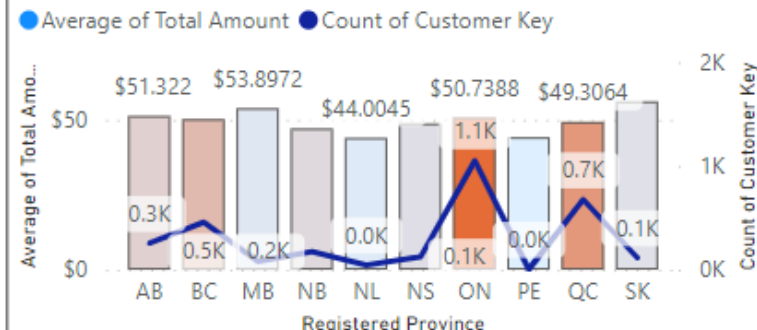 Average of Total Amount Count of Customer Key
2K
$51.322 $53.8972 $50.7388 $49.3064
$44.0045
$50
1.1K
1K
0.7K
0.3K 0.5K 0.2K 0.0K 0.1K 0.0K 0.1K
$0 0K
AB BC MB NB NL NS ON PE QC SK
Registered Province
Average of Total Amo...
Count of Customer Key